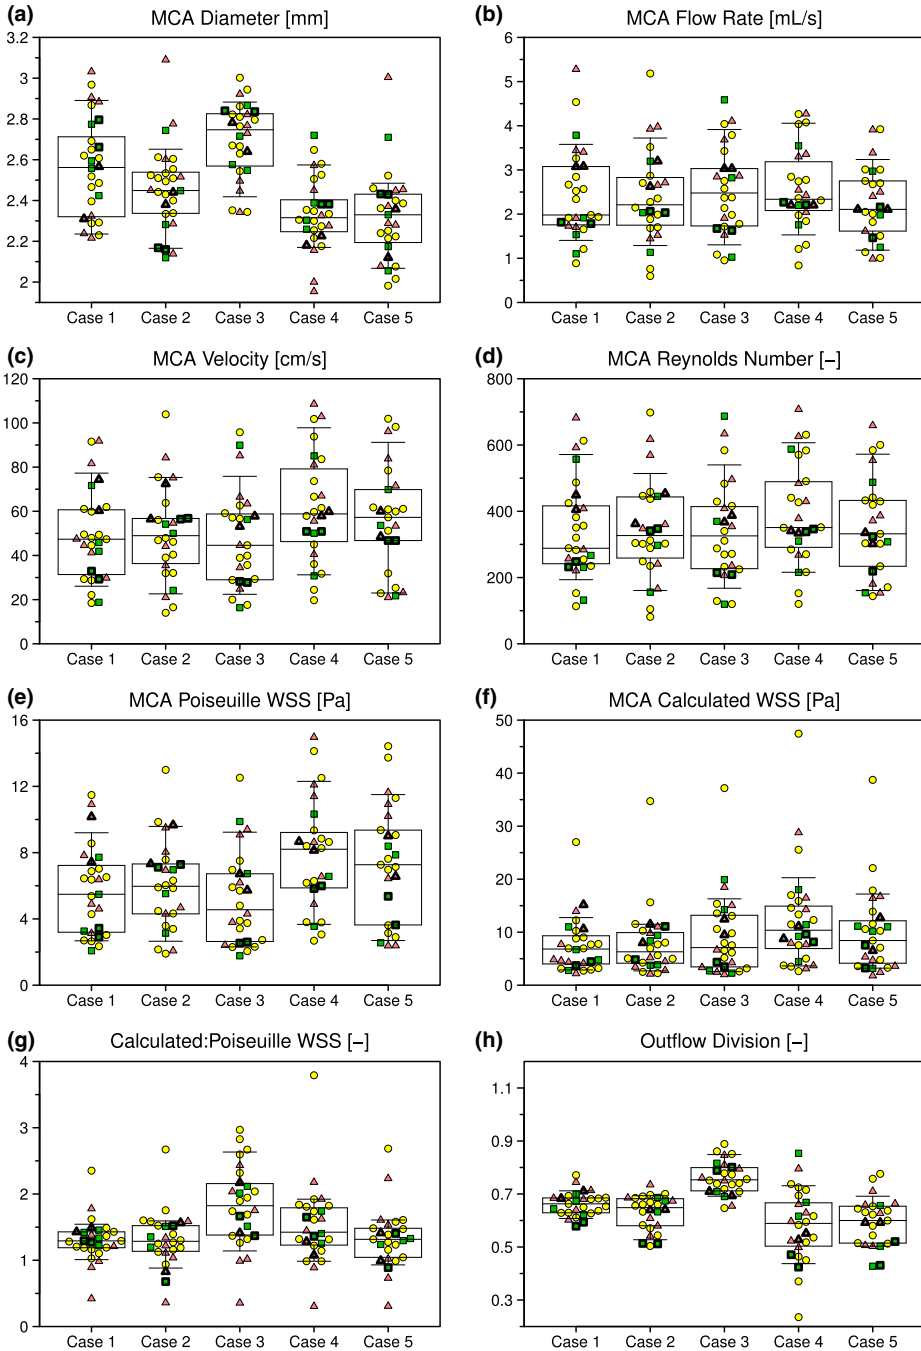 (a) MCA Diameter [mm]
3.2
3
2.8
2.6
2.4
2.2
2
Case 1 Case 2 Case 3 Case 4 Case 5
(b) MCA Flow Rate [mL/s]
6
5
4
3
2
1
0
Case 1 Case 2 Case 3 Case 4 Case 5
(c) MCA Velocity [cm/s]
120
100
80
60
40
20
0
Case 1 Case 2 Case 3 Case 4 Case 5
(d) MCA Reynolds Number [−]
800
600
400
200
0
Case 1 Case 2 Case 3 Case 4 Case 5
(e) MCA Poiseuille WSS [Pa]
16
12
8
4
0
Case 1 Case 2 Case 3 Case 4 Case 5
(f) MCA Calculated WSS [Pa]
50
40
30
20
10
0
Case 1 Case 2 Case 3 Case 4 Case 5
(g) Calculated:Poiseuille WSS [−]
4
3
2
1
0
Case 1 Case 2 Case 3 Case 4 Case 5
(h) Outflow Division [−]
1.1
0.9
0.7
0.5
0.3
Case 1 Case 2 Case 3 Case 4 Case 5